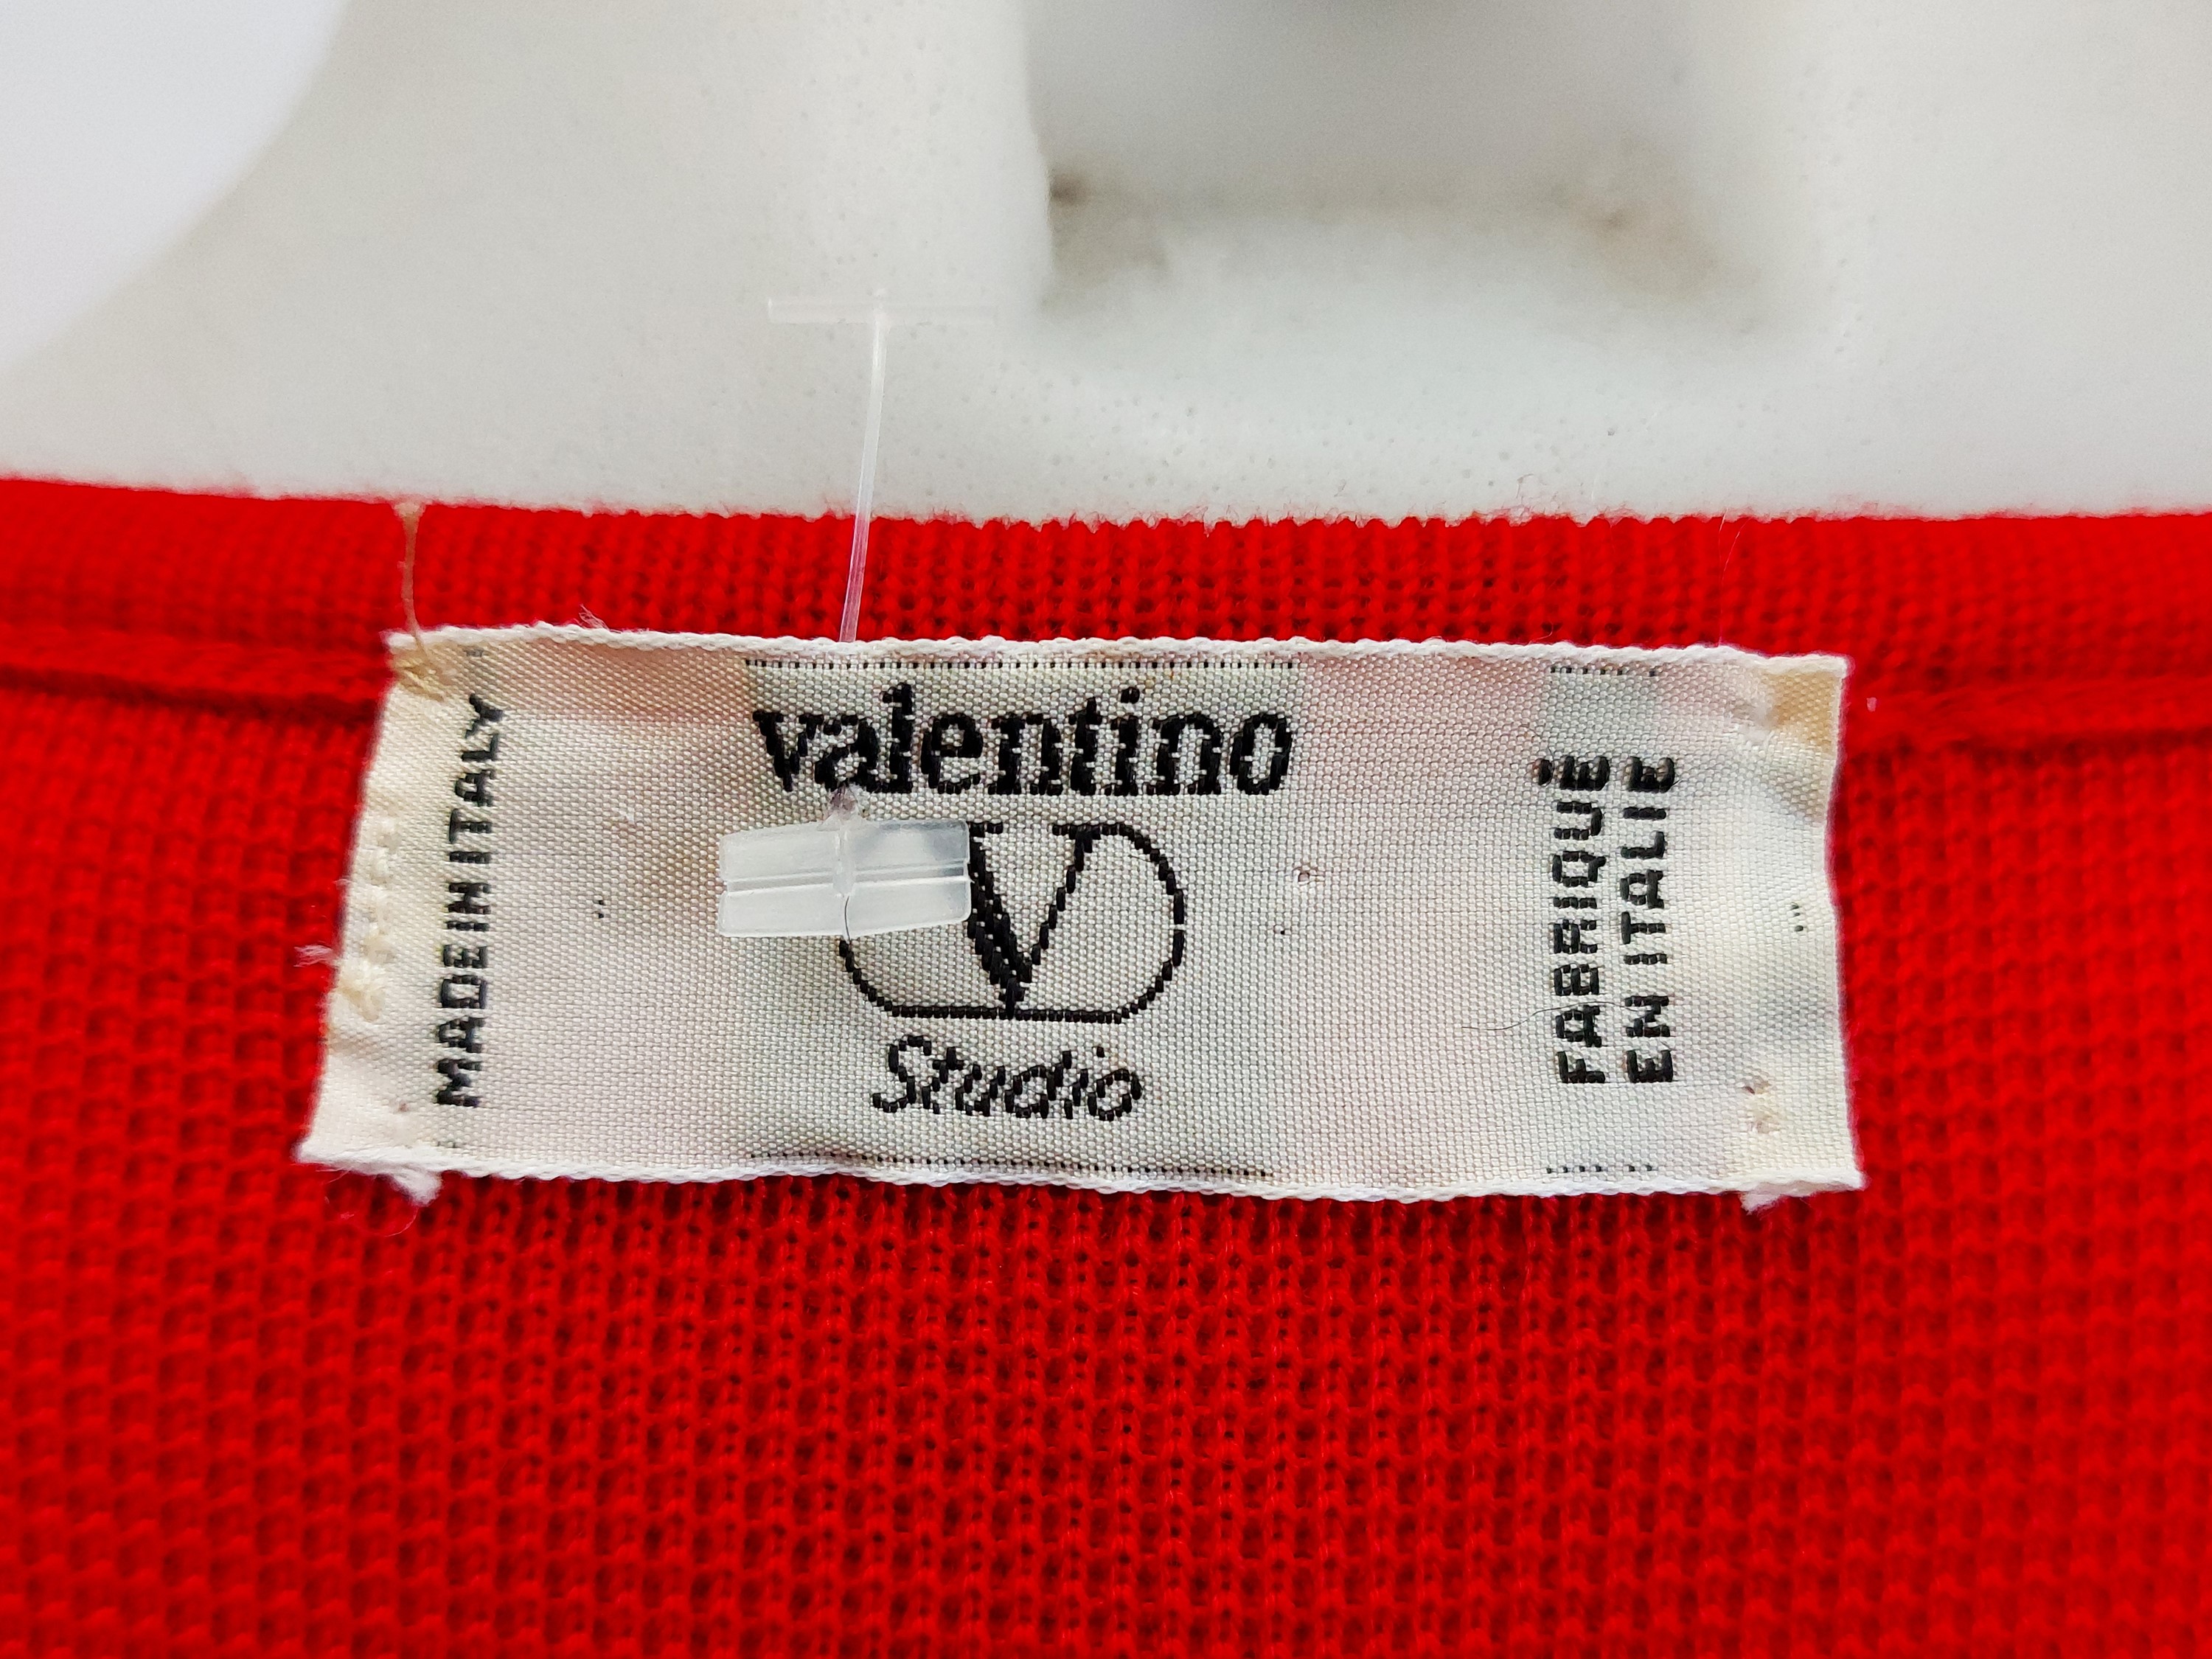 MADE IN ITALY
valentino
V
Studio
FABRIQUÉ
EN ITALIE